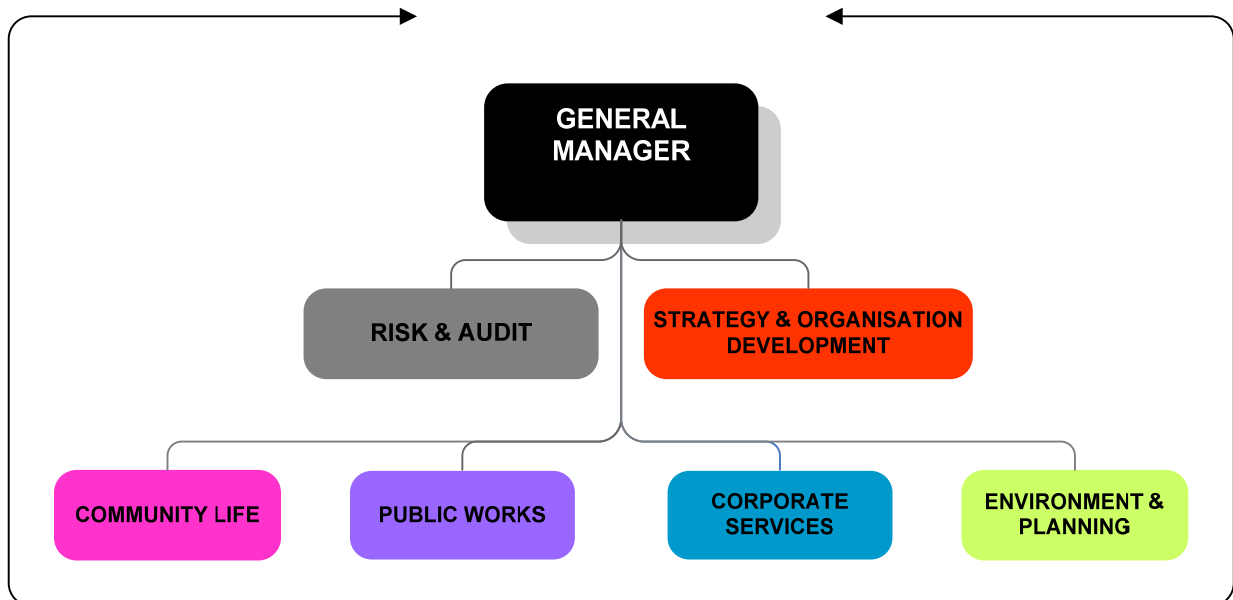 GENERAL
MANAGER
RISK & AUDIT
STRATEGY & ORGANISATION
DEVELOPMENT
COMMUNITY LIFE
PUBLIC WORKS
CORPORATE
SERVICES
ENVIRONMENT &
PLANNING